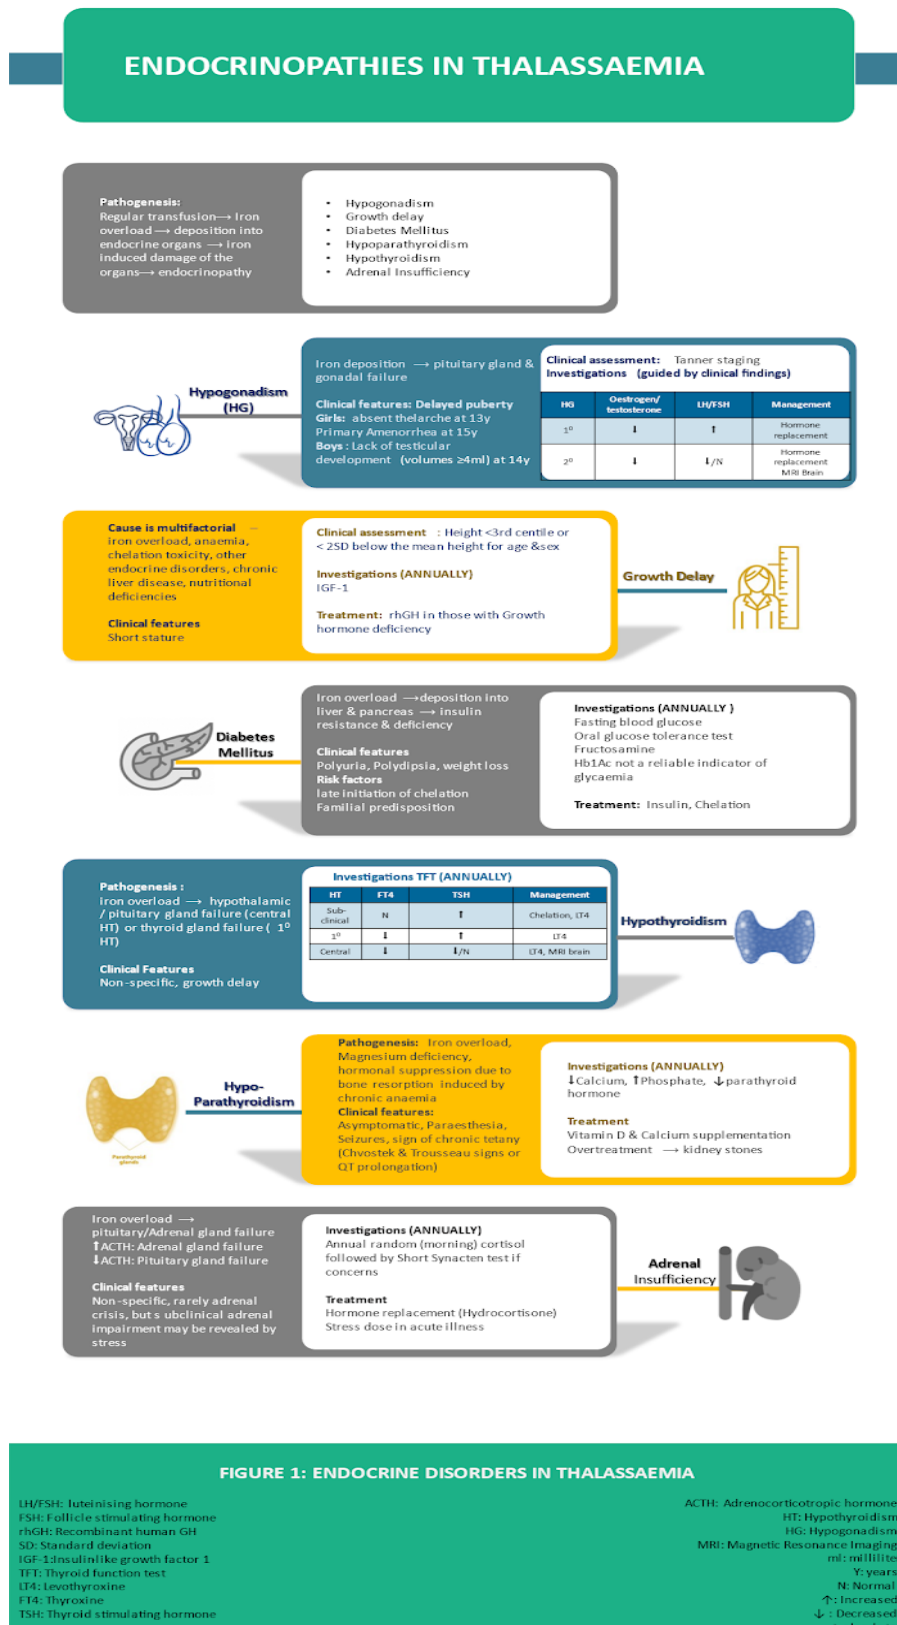 ENDOCRINOPATHIES IN THALASSAEMIA
Pathogenesis:
Regular transfusion→ Iron
overload → deposition into
endocrine organs → iron
induced damage of the
organs→ endocrinopathy
• Hypogonadism
• Growth delay
• Diabetes Mellitus
• Hypoparathyroidism
• Hypothyroidism
• Adrenal Insufficiency
Hypogonadism
(HG)
Iron deposition → pituitary gland &
gonadal failure
Clinical features: Delayed puberty
Girls: absent thelarche at 13y
Primary Amenorrhea at 15y
Boys : Lack of testicular
development (volumes ≥4ml) at 14y
Clinical assessment: Tanner staging
Investigations (guided by clinical findings)
HG Oestrogen/ testosterone LH/FSH Management
1⁰ ⬇ ⬆ Hormone replacement
2⁰ ⬇ ⬇/N Hormone replacement MRI Brain
Cause is multifactorial –
iron overload, anaemia,
chelation toxicity, other
endocrine disorders, chronic
liver disease, nutritional
deficiencies
Clinical features
Short stature
Clinical assessment : Height <3rd centile or
< 2SD below the mean height for age &sex
Investigations (ANNUALLY)
IGF-1
Treatment: rhGH in those with Growth
hormone deficiency
Growth Delay
Diabetes
Mellitus
Iron overload →deposition into
liver & pancreas → insulin
resistance & deficiency
Clinical features
Polyuria, Polydipsia, weight loss
Risk factors
late initiation of chelation
Familial predisposition
Investigations (ANNUALLY )
Fasting blood glucose
Oral glucose tolerance test
Fructosamine
Hb1Ac not a reliable indicator of
glycaemia
Treatment: Insulin, Chelation
Pathogenesis :
iron overload → hypothalamic
/ pituitary gland failure (central
HT) or thyroid gland failure ( 1⁰
HT)
Clinical Features
Non-specific, growth delay
Investigations TFT (ANNUALLY)
HT FT4 TSH Management
Sub-clinical N ⬆ Chelation, LT4
1⁰ ⬇ ⬆ LT4
Central ⬇ ⬇/N LT4, MRI brain
Hypothyroidism
Hypo-
Parathyroidism
Parathyroid
glands
Pathogenesis: Iron overload,
Magnesium deficiency,
hormonal suppression due to
bone resorption induced by
chronic anaemia
Clinical features:
Asymptomatic, Paraesthesia,
Seizures, sign of chronic tetany
(Chvostek & Trousseau signs or
QT prolongation)
Investigations (ANNUALLY)
⬇Calcium, ⬆Phosphate, ↓parathyroid
hormone
Treatment
Vitamin D & Calcium supplementation
Overtreatment → kidney stones
Iron overload →
pituitary/Adrenal gland failure
⬆ACTH: Adrenal gland failure
⬇ACTH: Pituitary gland failure
Clinical features
Non-specific, rarely adrenal
crisis, but s ubclinical adrenal
impairment may be revealed by
stress
Investigations (ANNUALLY)
Annual random (morning) cortisol
followed by Short Synacten test if
concerns
Treatment
Hormone replacement (Hydrocortisone)
Stress dose in acute illness
Adrenal
Insufficiency
FIGURE 1: ENDOCRINE DISORDERS IN THALASSAEMIA
LH/FSH: luteinising hormone
FSH: Follicle stimulating hormone
rhGH: Recombinant human GH
SD: Standard deviation
IGF-1:Insulinlike growth factor 1
TFT: Thyroid function test
LT4: Levothyroxine
FT4: Thyroxine
TSH: Thyroid stimulating hormone
ACTH: Adrenocorticotropic hormone
HT: Hypothyroidism
HG: Hypogonadism
MRI: Magnetic Resonance Imaging
ml: millilite
Y: years
N: Normal
↑: Increased
↓ : Decreased